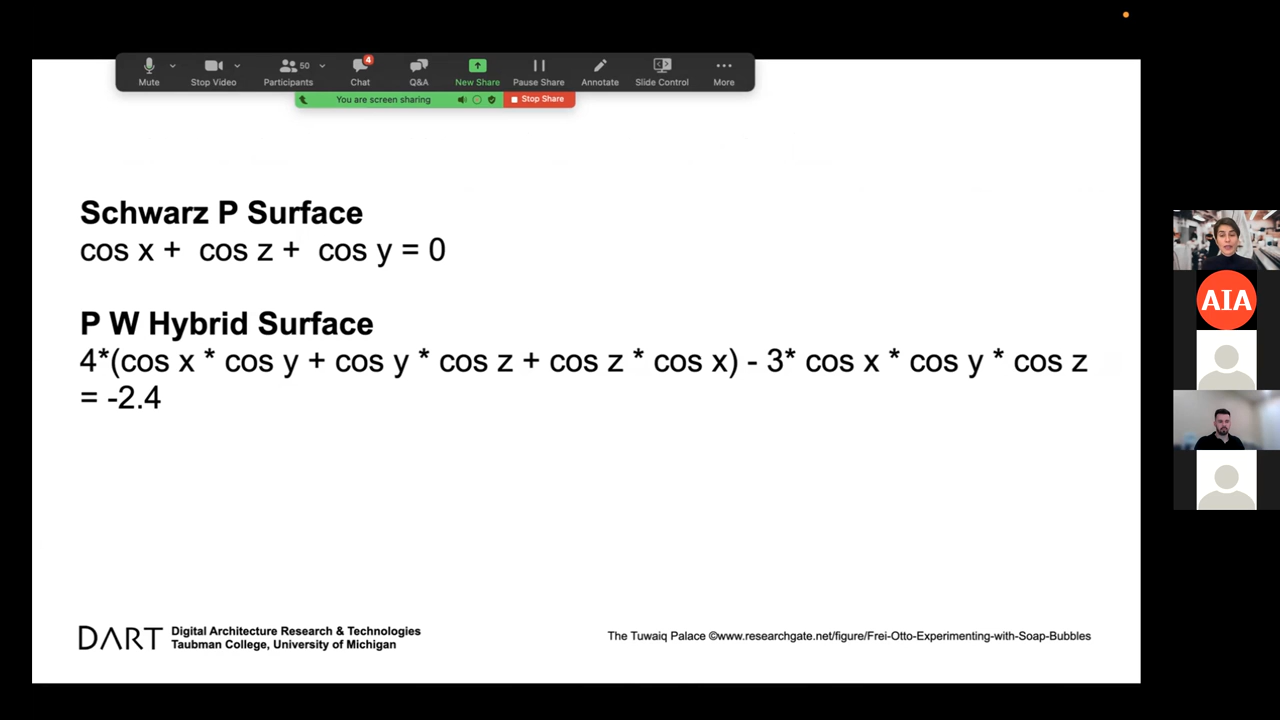 Mute
Stop Video
50
Participants
4
Chat
Q&A
New Share
Pause Share
Annotate
Slide Control
More
You are screen sharing
Stop Share
Schwarz P Surface
cos x + cos z + cos y = 0
P W Hybrid Surface
4*(cos x * cos y + cos y * cos z + cos z * cos x) - 3* cos x * cos y * cos z
= -2.4
AIA
DART
Digital Architecture Research & Technologies
Taubman College, University of Michigan
The Tuwaiq Palace ©www.researchgate.net/figure/Frei-Otto-Experimenting-with-Soap-Bubbles